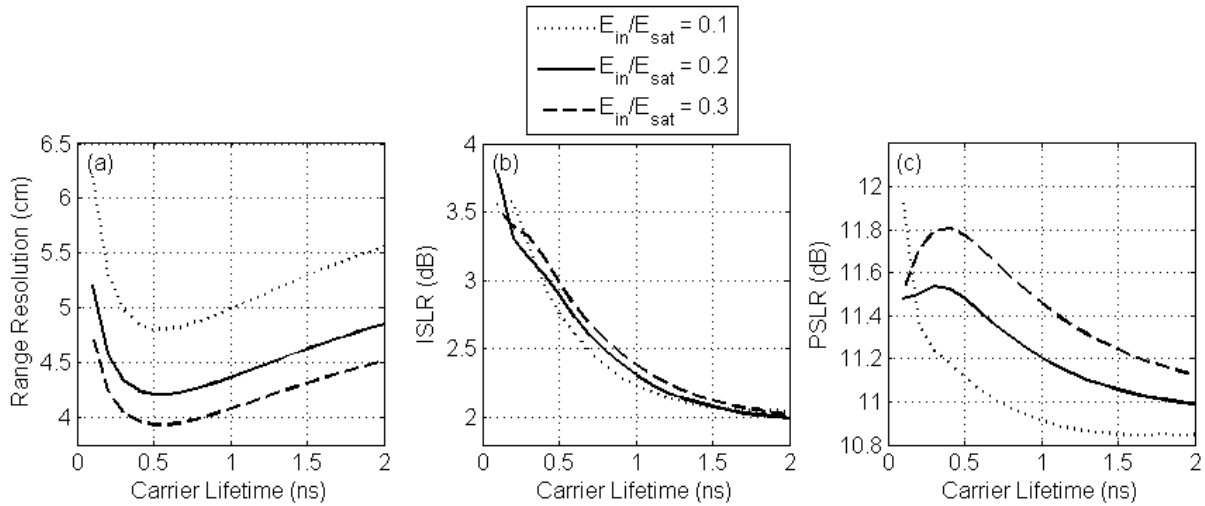 E_in/E_sat = 0.1
E_in/E_sat = 0.2
E_in/E_sat = 0.3
(a)
Range Resolution (cm)
6.5
6
5.5
5
4.5
4
0
0.5
1
1.5
2
Carrier Lifetime (ns)
(b)
ISLR (dB)
4
3.5
3
2.5
2
0
0.5
1
1.5
2
Carrier Lifetime (ns)
(c)
PSLR (dB)
12
11.8
11.6
11.4
11.2
11
10.8
0
0.5
1
1.5
2
Carrier Lifetime (ns)